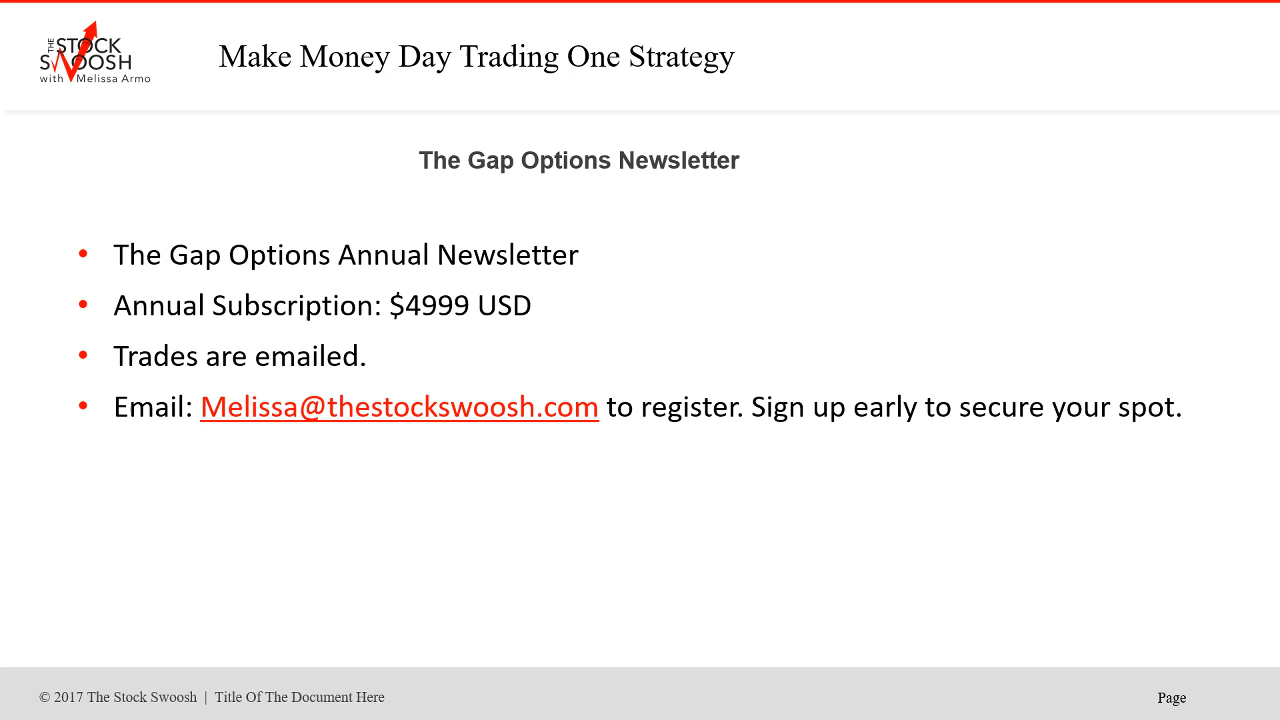 THE STOCK
SWOOSH
with Melissa Armo
Make Money Day Trading One Strategy
The Gap Options Newsletter
• The Gap Options Annual Newsletter
• Annual Subscription: $4999 USD
• Trades are emailed.
• Email: Melissa@thestockswoosh.com to register. Sign up early to secure your spot.
© 2017 The Stock Swoosh | Title Of The Document Here
Page